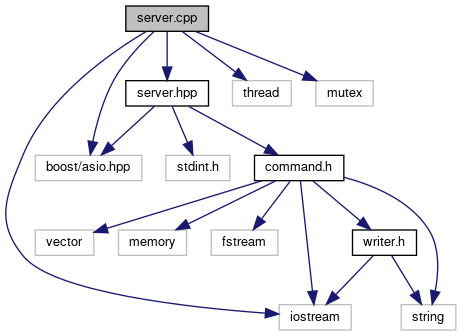 server.cpp
server.hpp
thread
mutex
boost/asio.hpp
stdint.h
command.h
vector
memory
fstream
writer.h
iostream
string